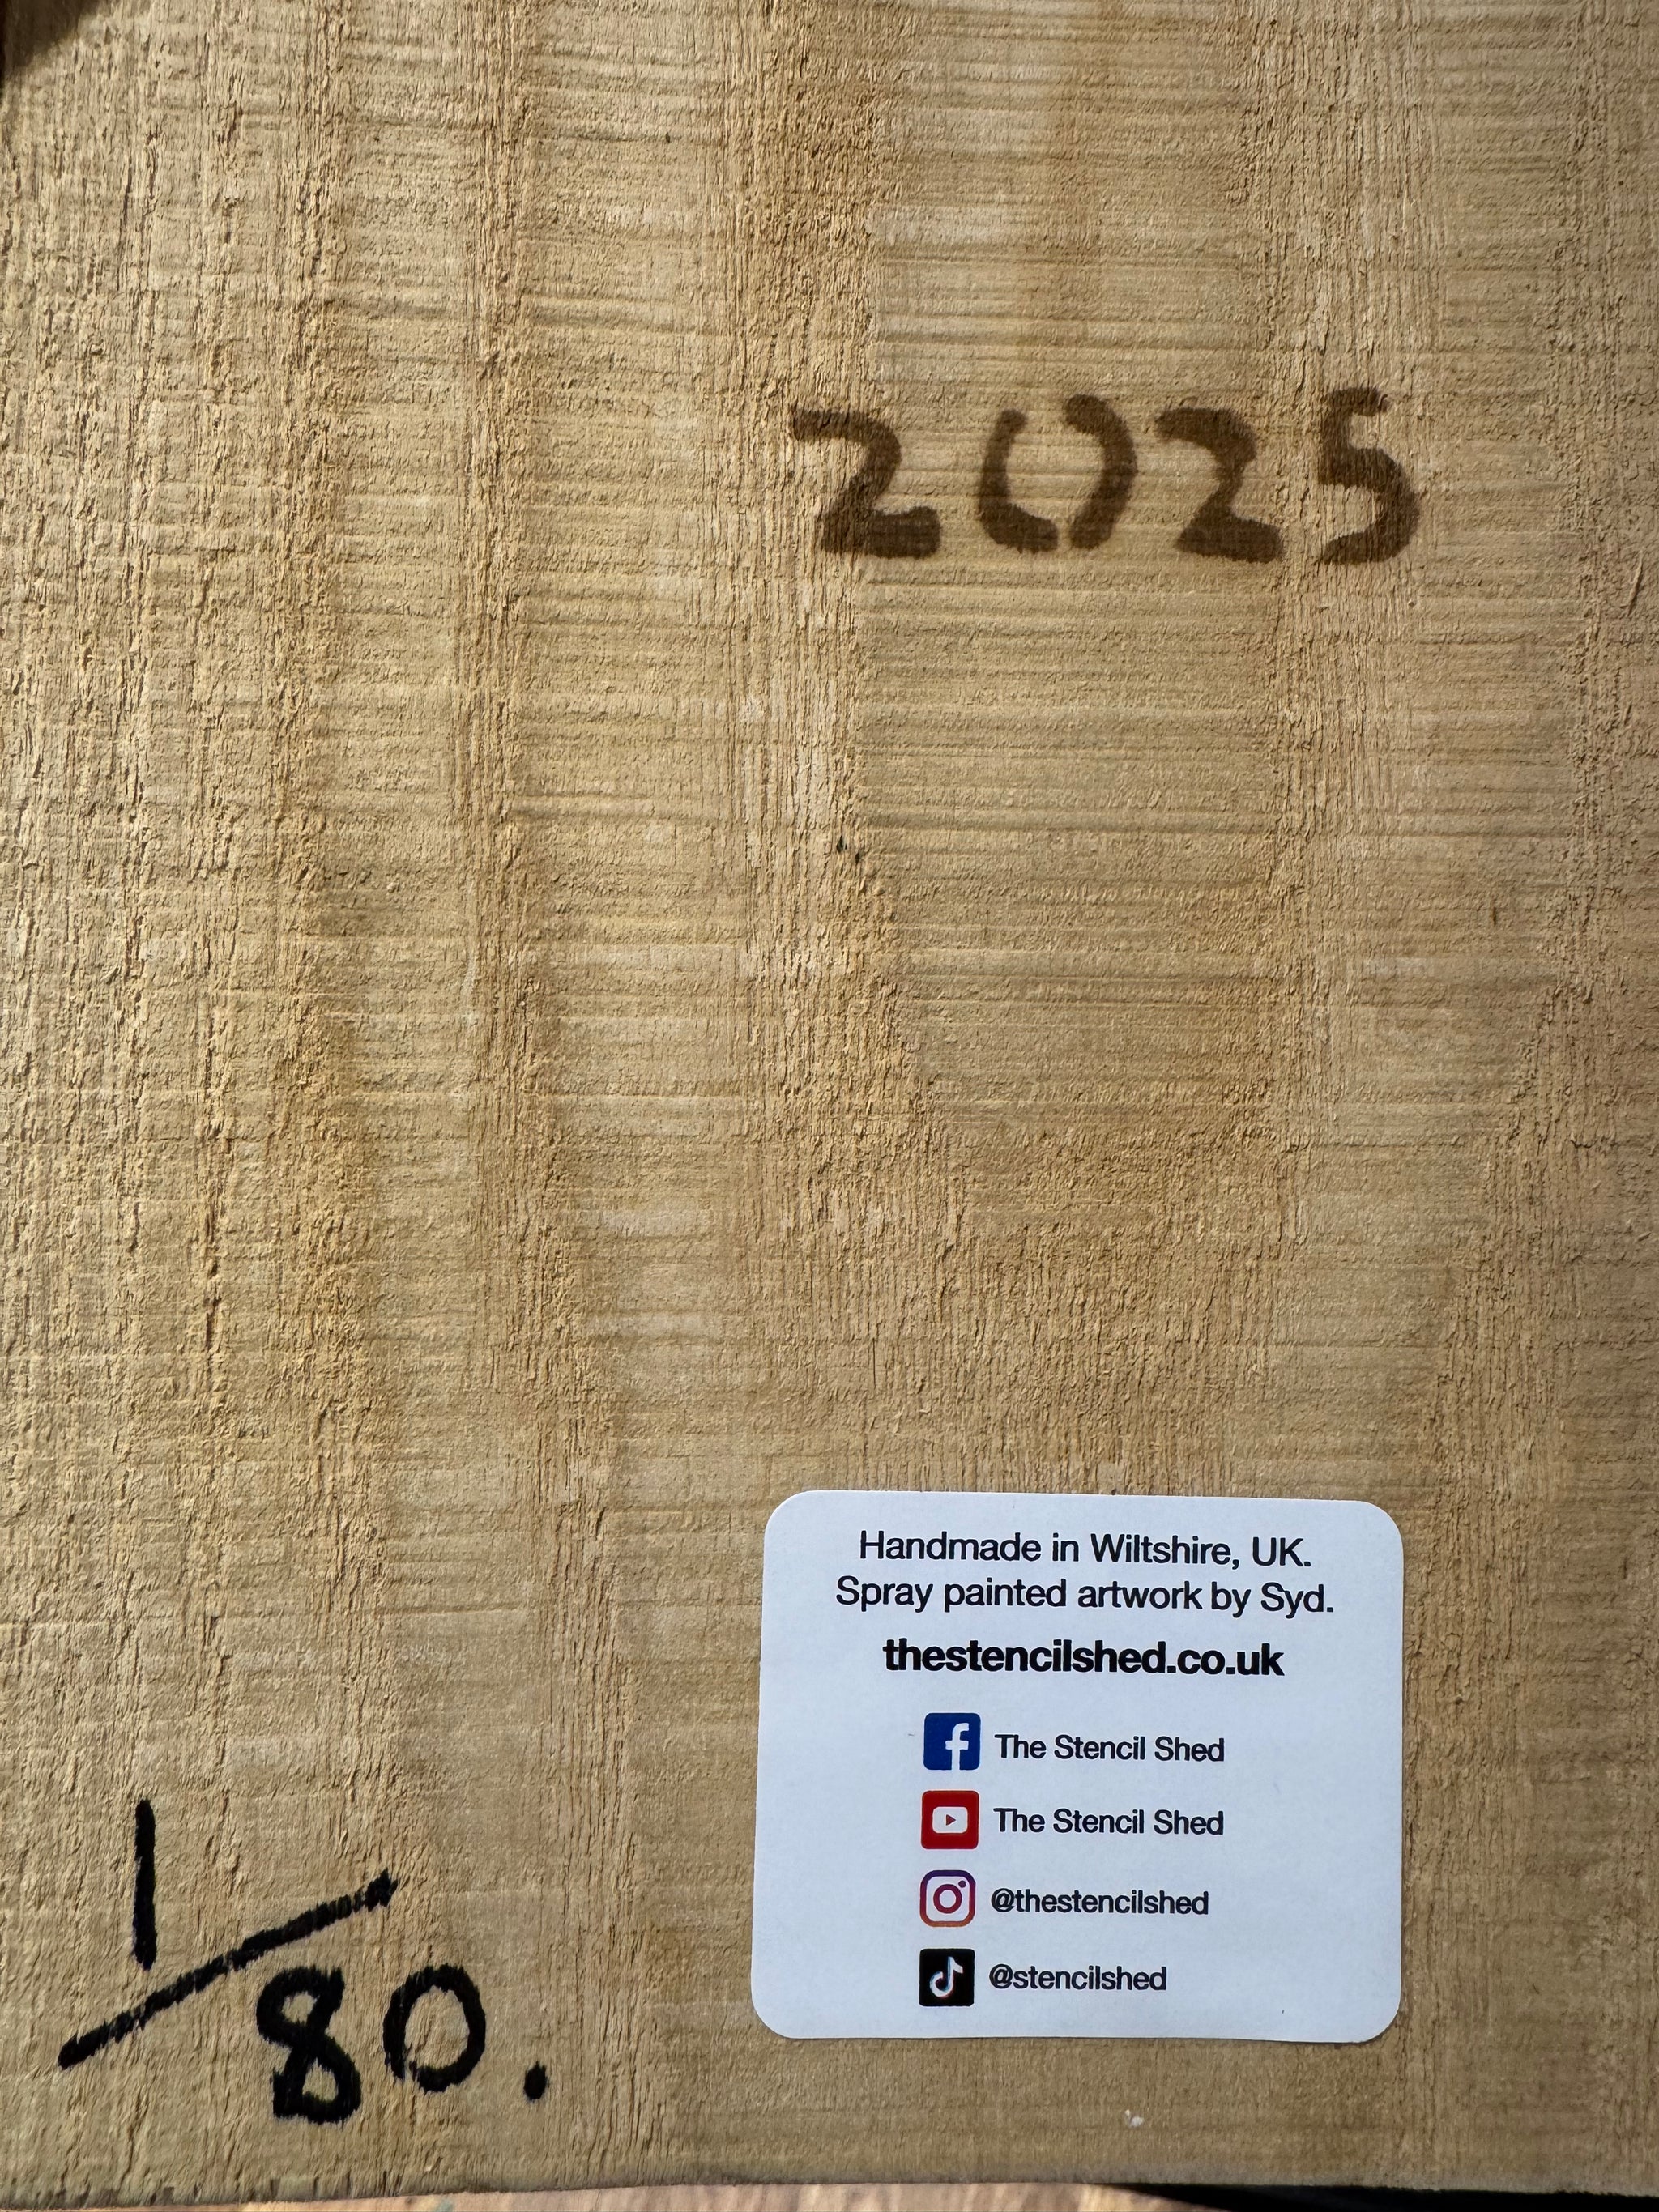 2025
Handmade in Wiltshire, UK.
Spray painted artwork by Syd.
thestencilshed.co.uk
The Stencil Shed
The Stencil Shed
@thestencilshed
@stencilshed
1/80.